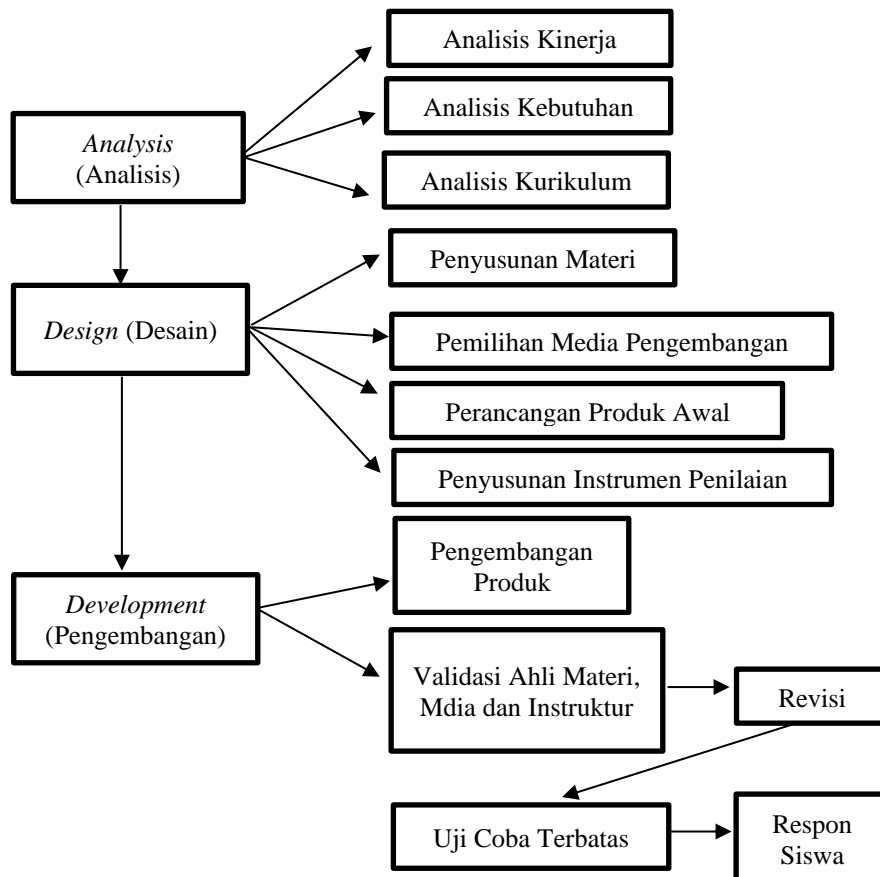 Analisis Kinerja
Analisis Kebutuhan
Analysis
(Analisis)
Analisis Kurikulum
Penyusunan Materi
Design (Desain)
Pemilihan Media Pengembangan
Perancangan Produk Awal
Penyusunan Instrumen Penilaian
Pengembangan
Produk
Development
(Pengembangan)
Validasi Ahli Materi,
Mdia dan Instruktur
Revisi
Uji Coba Terbatas
Respon
Siswa